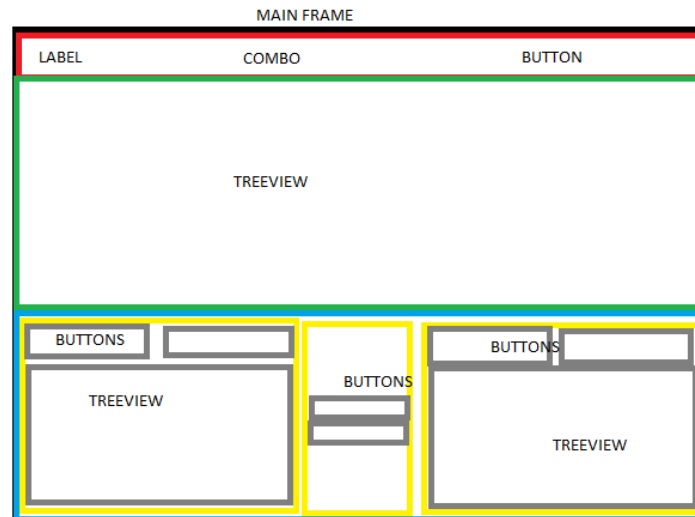 MAIN FRAME
LABEL COMBO BUTTON
TREEVIEW
BUTTONS BUTTONS
BUTTONS
TREEVIEW
TREEVIEW